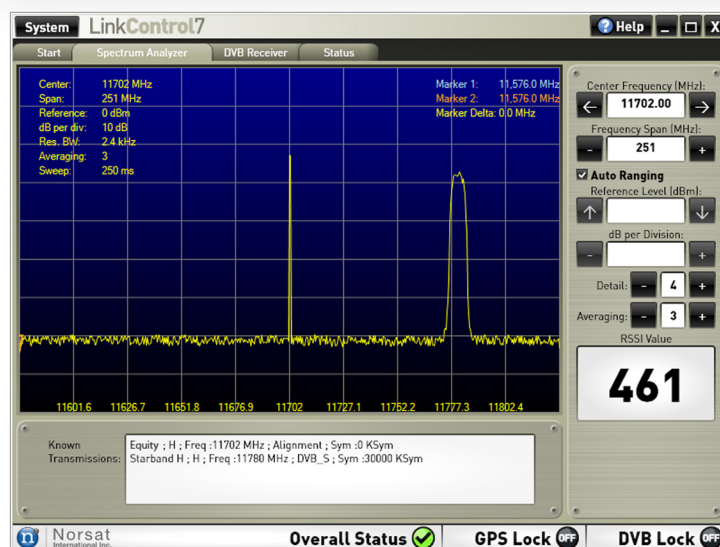 System LinkControl7 Help X
Start Spectrum Analyzer DVB Receiver Status
Center: 11702 MHz
Span: 251 MHz
Reference: 0 dBm
dB per div: 10 dB
Res. BW: 2.4 kHz
Averaging: 3
Sweep: 250 ms
Marker 1: 11,576.0 MHz
Marker 2: 11,576.0 MHz
Marker Delta: 0.0 MHz
11601.6 11626.7 11651.8 11676.9 11702 11727.1 11752.2 11777.3 11802.4
Center Frequency (MHz):
← 11702.00 →
Frequency Span (MHz):
- 251 +
Auto Ranging
Reference Level (dBm):
↑ ↓
dB per Division:
- +
Detail: - 4 +
Averaging: - 3 +
RSSI Value
461
Known Transmissions:
Equity ; H ; Freq :11702 MHz ; Alignment ; Sym :0 KSym
Starband H ; H ; Freq :11780 MHz ; DVB_S ; Sym :30000 KSym
n Norsat
International Inc.
Overall Status GPS Lock OFF DVB Lock OFF